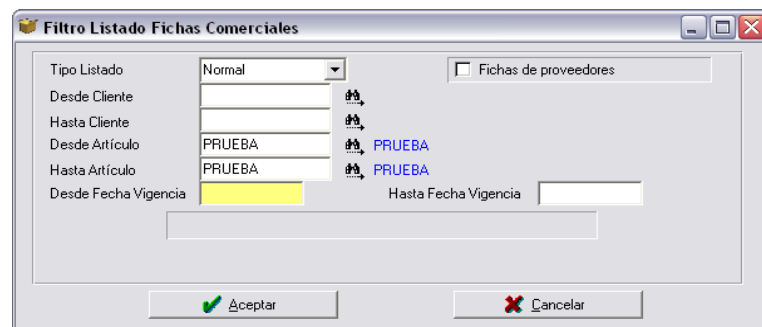 Filtro Listado Fichas Comerciales
Tipo Listado Normal Fichas de proveedores
Desde Cliente
Hasta Cliente
Desde Artículo PRUEBA PRUEBA
Hasta Artículo PRUEBA PRUEBA
Desde Fecha Vigencia Hasta Fecha Vigencia
Aceptar Cancelar